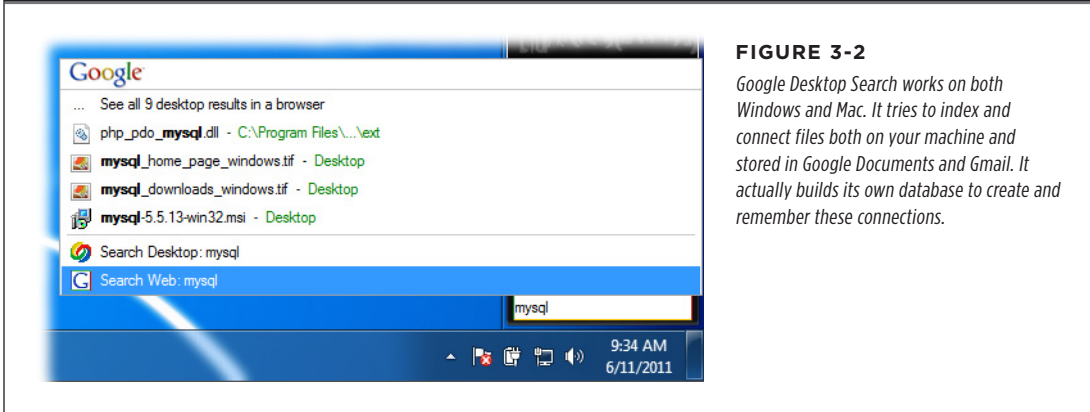 Google
... See all 9 desktop results in a browser
php_pdo_mysql.dll - C:\Program Files\...\ext
mysql_home_page_windows.tif - Desktop
mysql_downloads_windows.tif - Desktop
mysql-5.5.13-win32.msi - Desktop
Search Desktop: mysql
G Search Web: mysql
mysql
9:34 AM
6/11/2011
FIGURE 3-2
Google Desktop Search works on both
Windows and Mac. It tries to index and
connect files both on your machine and
stored in Google Documents and Gmail. It
actually builds its own database to create and
remember these connections.